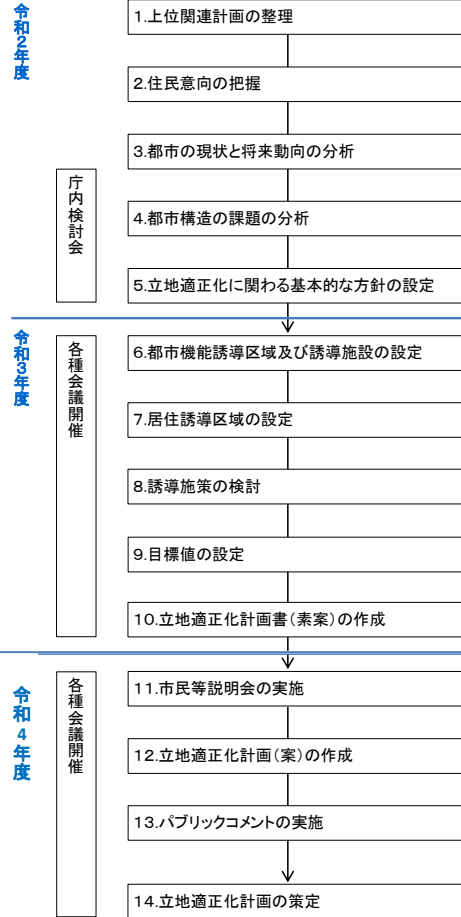 令和2年度
1.上位関連計画の整理
2.住民意向の把握
3.都市の現状と将来動向の分析
庁内検討会
4.都市構造の課題の分析
5.立地適正化に関わる基本的な方針の設定
令和3年度
各種会議開催
6.都市機能誘導区域及び誘導施設の設定
7.居住誘導区域の設定
8.誘導施策の検討
9.目標値の設定
10.立地適正化計画書(素案)の作成
令和4年度
各種会議開催
11.市民等説明会の実施
12.立地適正化計画(案)の作成
13.パブリックコメントの実施
14.立地適正化計画の策定